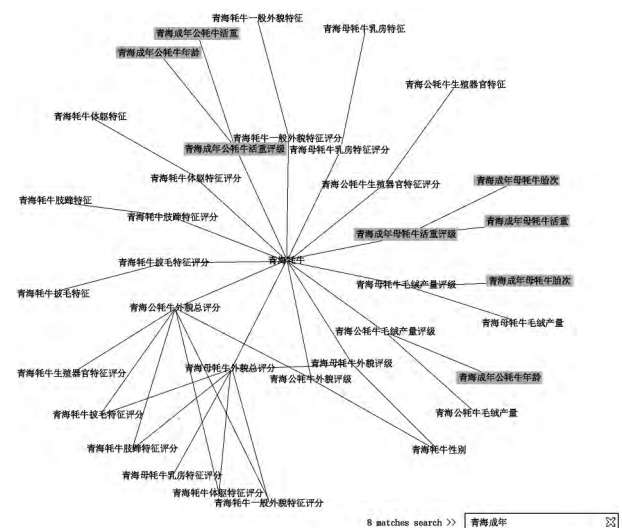 青海牦牛一般外貌特征
青海成年公牦牛活重
青海母牦牛乳房特征
青海成年公牦牛年龄
青海公牦牛生殖器官特征
青海牦牛体躯特征
青海牦牛一般外貌特征评分
青海成年公牦牛活重评级
青海母牦牛乳房特征评分
青海牦牛体躯特征评分
青海公牦牛生殖器官特征评分
青海成年母牦牛胎次
青海牦牛肢蹄特征
青海牦牛肢蹄特征评分
青海成年母牦牛活重
青海成年母牦牛活重评级
青海牦牛
青海牦牛披毛特征评分
青海成年母牦牛胎次
青海母牦牛毛绒产量评级
青海牦牛披毛特征
青海公牦牛外貌总评分
青海母牦牛毛绒产量
青海公牦牛毛绒产量评级
青海母牦牛外貌评级
青海母牦牛外貌总评分
青海牦牛生殖器官特征评分
青海公牦牛外貌评级
青海成年公牦牛年龄
青海牦牛披毛特征评分
青海公牦牛毛绒产量
青海牦牛肢蹄特征评分
青海牦牛性别
青海母牦牛乳房特征评分
青海牦牛体躯特征评分
青海牦牛一般外貌特征评分
8 matches search >> 青海成年